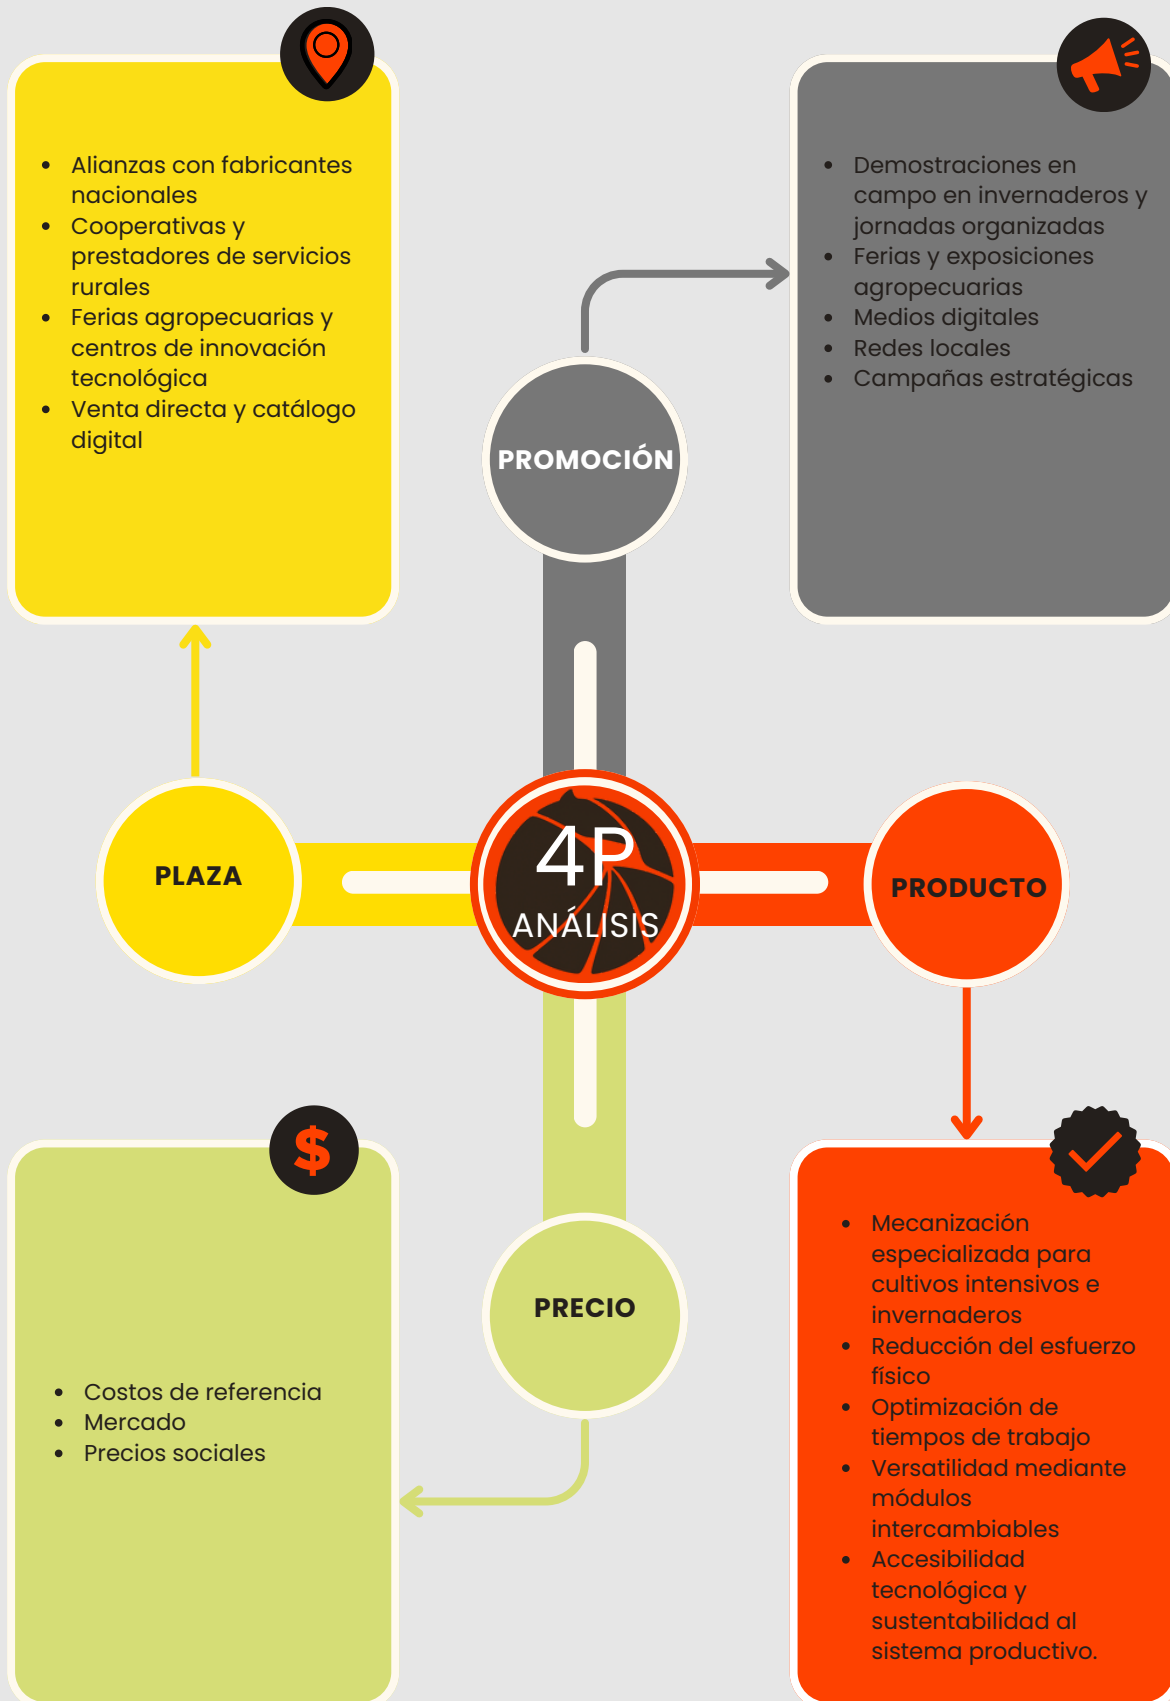 • Alianzas con fabricantes
nacionales
• Cooperativas y
prestadores de servicios
rurales
• Ferias agropecuarias y
centros de innovación
tecnológica
• Venta directa y catálogo
digital
• Demostraciones en
campo en invernaderos y
jornadas organizadas
• Ferias y exposiciones
agropecuarias
• Medios digitales
• Redes locales
• Campañas estratégicas
PROMOCIÓN
PLAZA
4P
ANÁLISIS
PRODUCTO
PRECIO
$
• Costos de referencia
• Mercado
• Precios sociales
• Mecanización
especializada para
cultivos intensivos e
invernaderos
• Reducción del esfuerzo
físico
• Optimización de
tiempos de trabajo
• Versatilidad mediante
módulos
intercambiables
• Accesibilidad
tecnológica y
sustentabilidad al
sistema productivo.